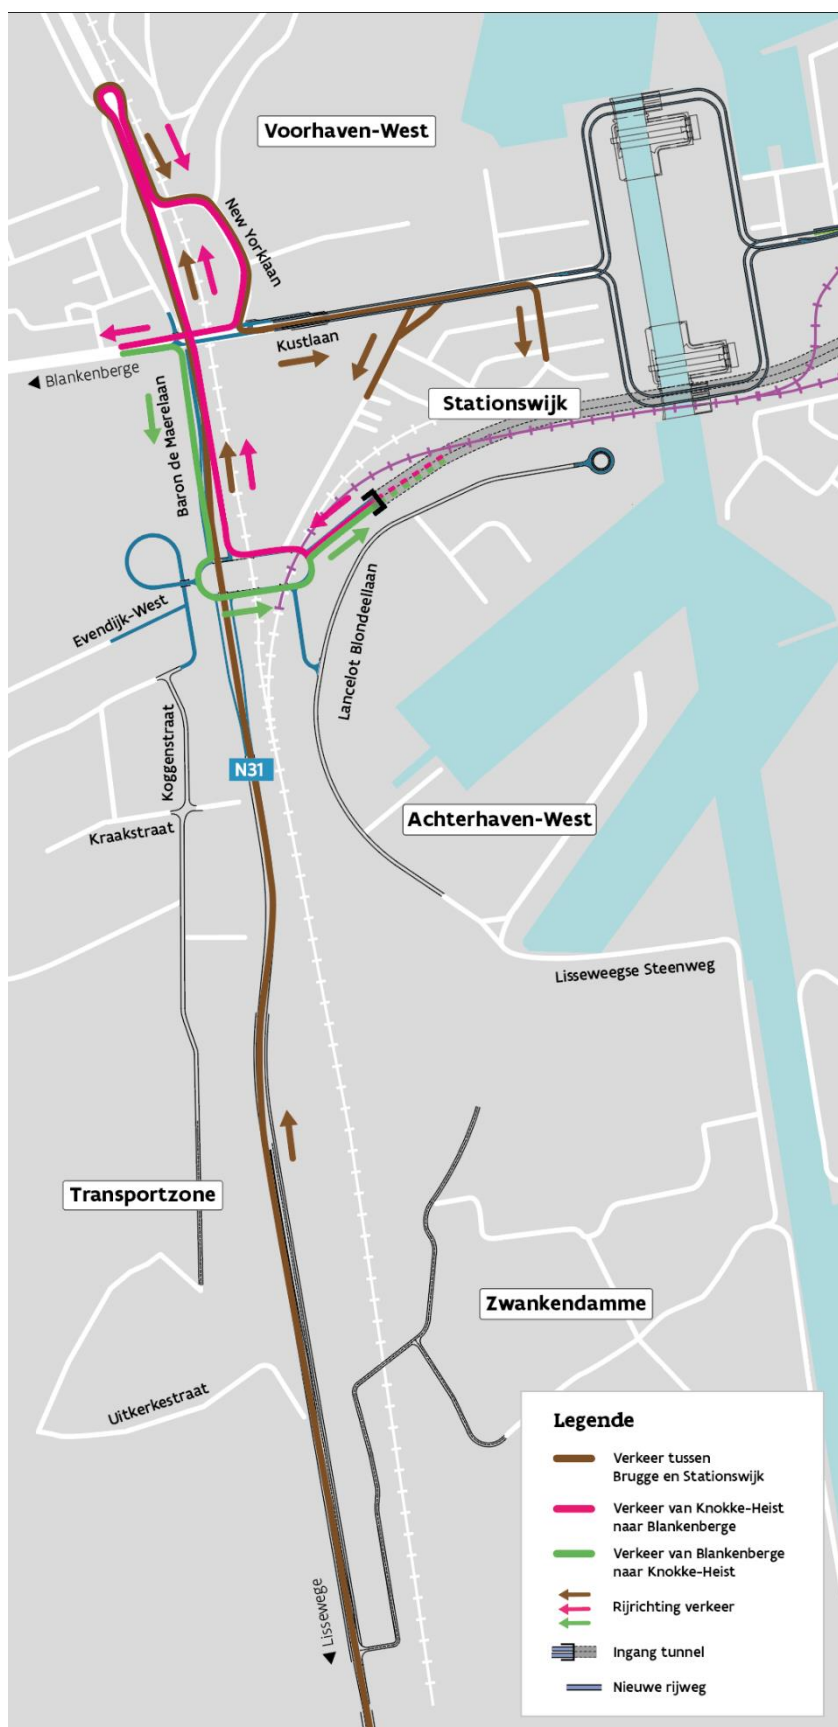 Voorhaven-West
New Yorklaan
Kustlaan
Blankenberge
Stationswijk
Baron de Maerelaan
Evendijk-West
Lancelot Blondeellaan
Koggenstraat
N31
Kraakstraat
Achterhaven-West
Lisseweegse Steenweg
Transportzone
Zwankendamme
Uitkerkestraat
Lissewege
Legende
Verkeer tussen
Brugge en Stationswijk
Verkeer van Knokke-Heist
naar Blankenberge
Verkeer van Blankenberge
naar Knokke-Heist
Rijrichting verkeer
Ingang tunnel
Nieuwe rijweg